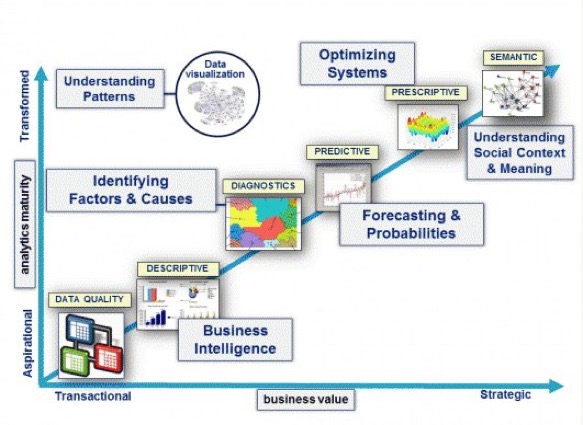 Data
visualization
Understanding
Patterns
Optimizing
Systems
SEMANTIC
PRESCRIPTIVE
Understanding
Social Context
& Meaning
PREDICTIVE
Identifying
Factors & Causes
DIAGNOSTICS
Forecasting &
Probabilities
DESCRIPTIVE
DATA QUALITY
Business
Intelligence
Transformed
analytics maturity
Aspirational
Transactional
business value
Strategic